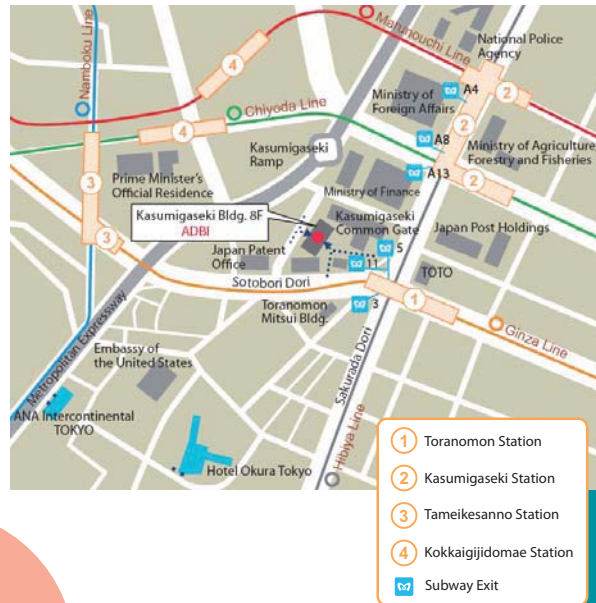 Marunouchi Line
National Police
Agency
Namboku Line
4
A4
2
Ministry of
Foreign Affairs
Chiyoda Line
4
2
A8
Kasumigaseki
Ramp
Ministry of Agriculture
Forestry and Fisheries
A13
3
Prime Minister's
Official Residence
Ministry of Finance
2
Kasumigaseki Bldg. 8F
ADBI
Kasumigaseki
Common Gate
Japan Post Holdings
3
Japan Patent
Office
5
11
TOTO
Sotobori Dori
1
3
Toranomon
Mitsui Bldg.
Ginza Line
Metropolitan Expressway
Embassy of
the United States
Sakurada Dori
ANA Intercontinental
TOKYO
Hotel Okura Tokyo
Hibiya Line
1 Toranomon Station
2 Kasumigaseki Station
3 Tameikesanno Station
4 Kokkaigijidomae Station
Subway Exit